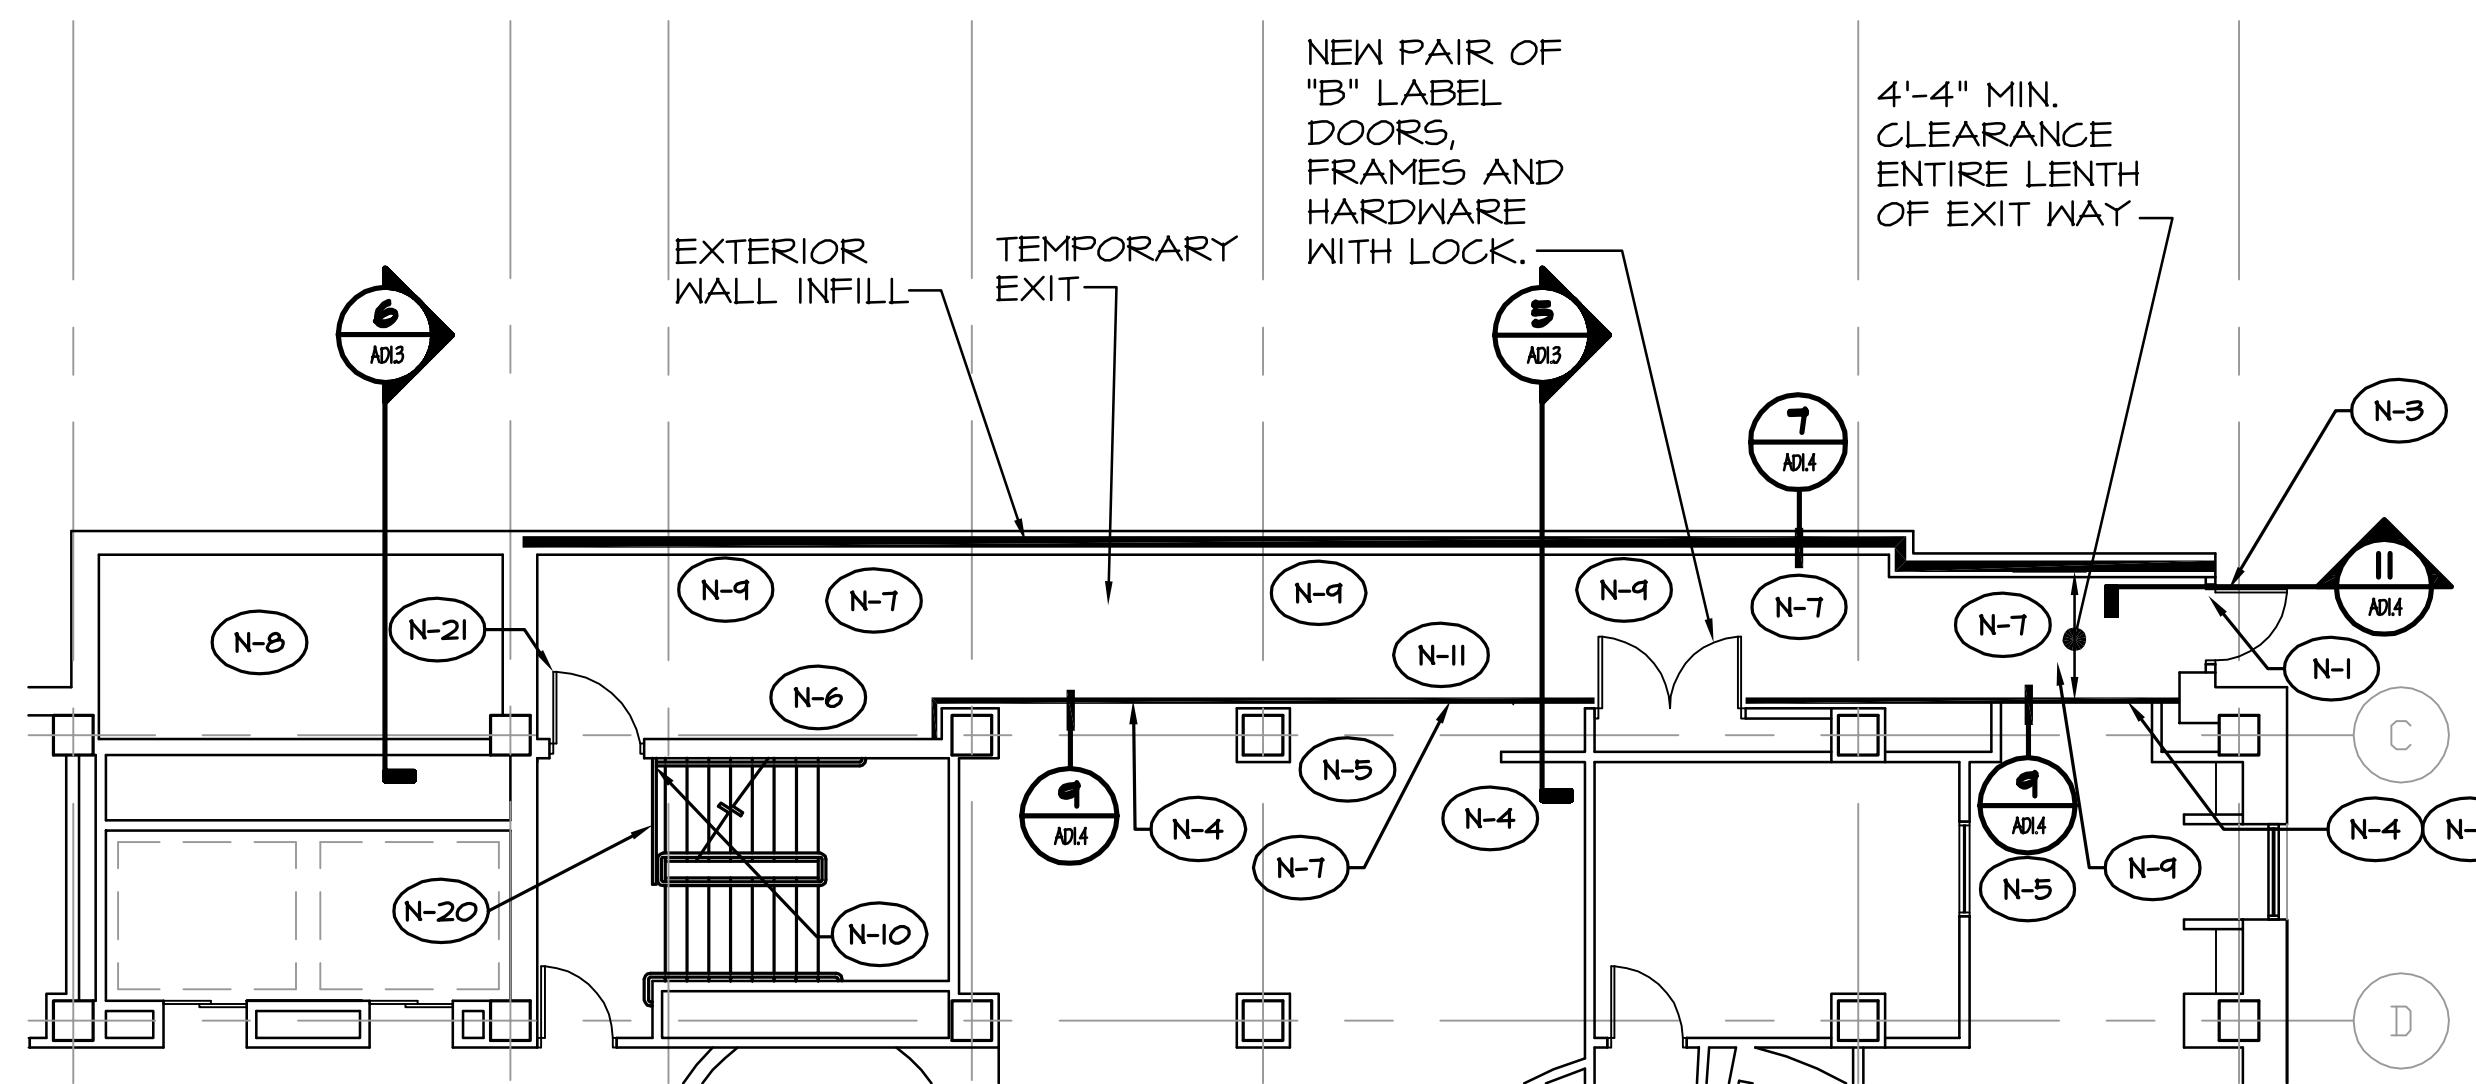 NEW PAIR OF
"B" LABEL
DOORS,
FRAMES AND
HARDWARE
WITH LOCK.
4'-4" MIN.
CLEARANCE
ENTIRE LENTH
OF EXIT WAY
EXTERIOR
WALL INFILL
TEMPORARY
EXIT
6
AD1.3
5
AD1.3
7
AD1.4
N-3
11
AD1.4
N-9
N-7
N-9
N-9
N-7
N-7
N-8
N-21
N-11
N-1
N-6
C
N-5
9
AD1.4
N-4
N-7
N-4
9
AD1.4
N-4
N-
N-5
N-9
N-20
N-10
D